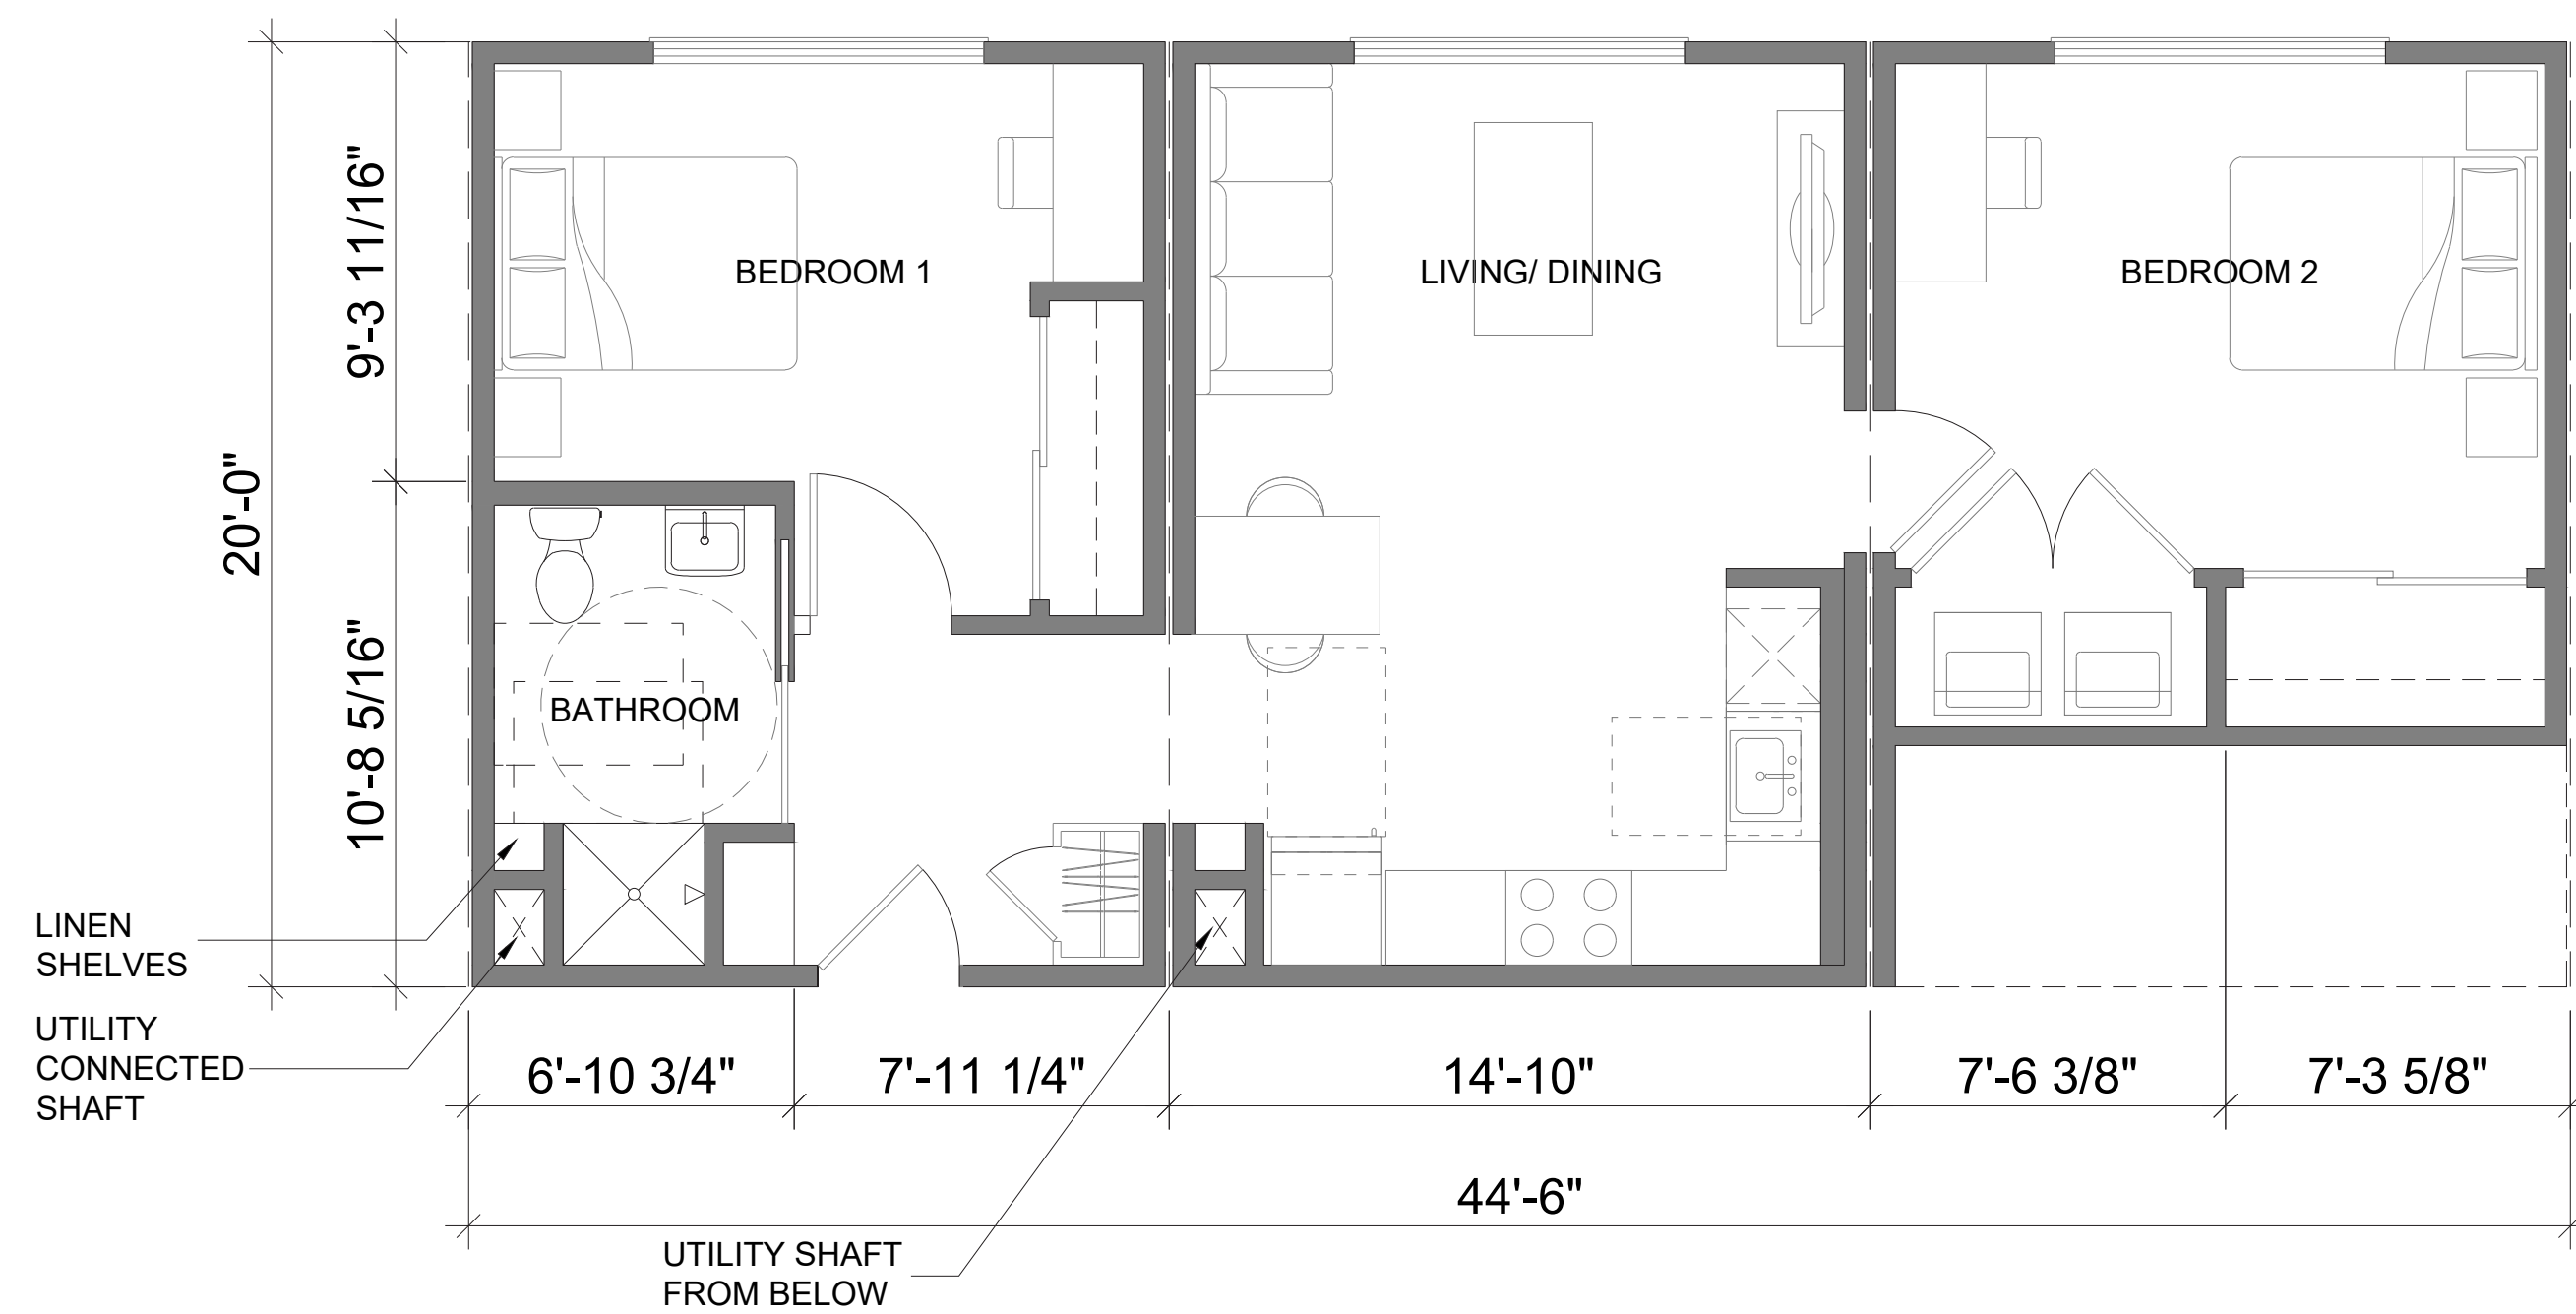 BEDROOM 1
LIVING/ DINING
BEDROOM 2
9'-3 11/16"
20'-0"
10'-8 5/16"
BATHROOM
LINEN
SHELVES
UTILITY
CONNECTED
SHAFT
6'-10 3/4"
7'-11 1/4"
14'-10"
7'-6 3/8"
7'-3 5/8"
44'-6"
UTILITY SHAFT
FROM BELOW